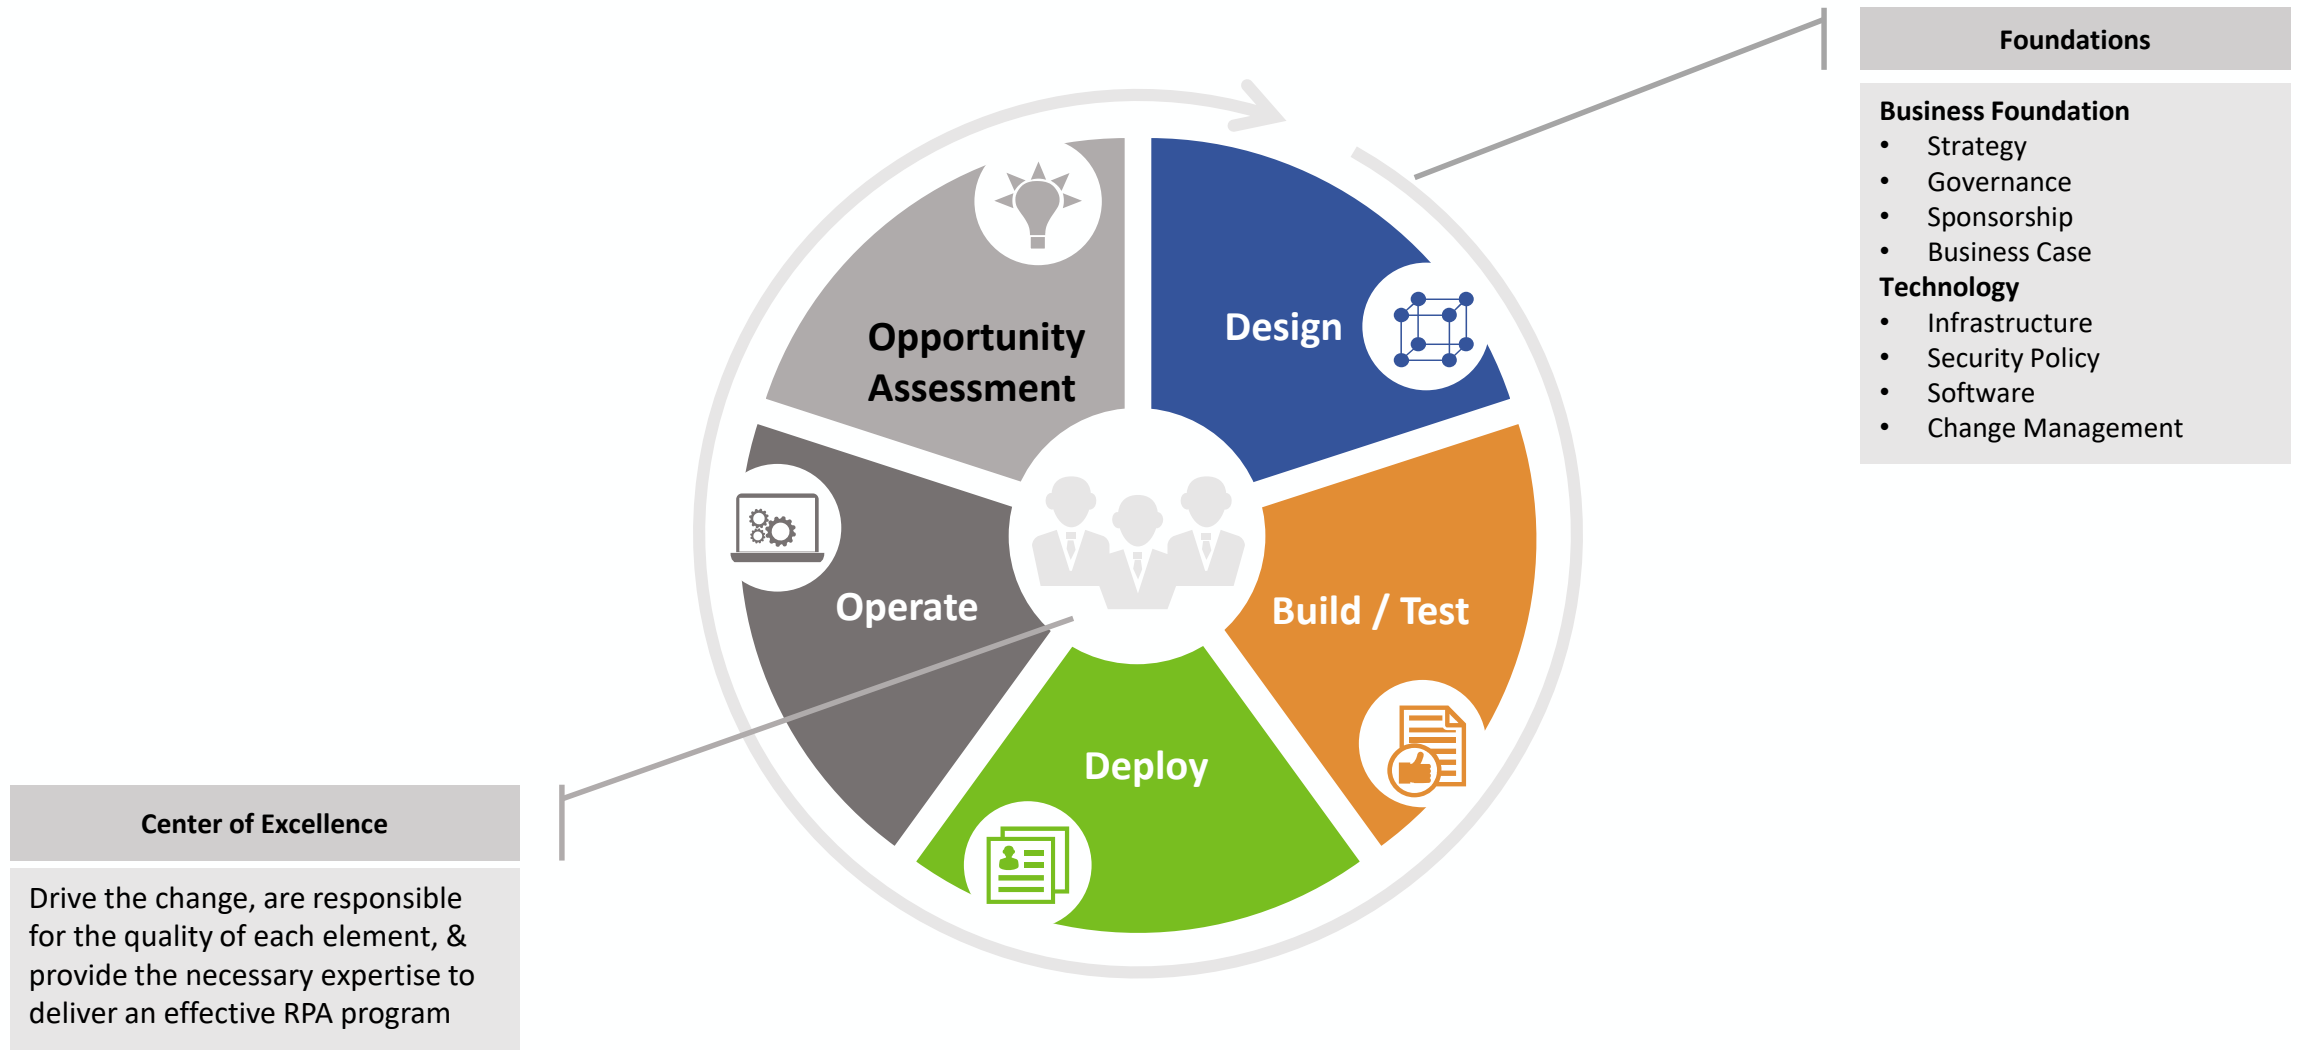 Foundations
Business Foundation
• Strategy
• Governance
• Sponsorship
• Business Case
Technology
• Infrastructure
• Security Policy
• Software
• Change Management
Opportunity
Assessment
Design
Build / Test
Deploy
Operate
Center of Excellence
Drive the change, are responsible
for the quality of each element, &
provide the necessary expertise to
deliver an effective RPA program